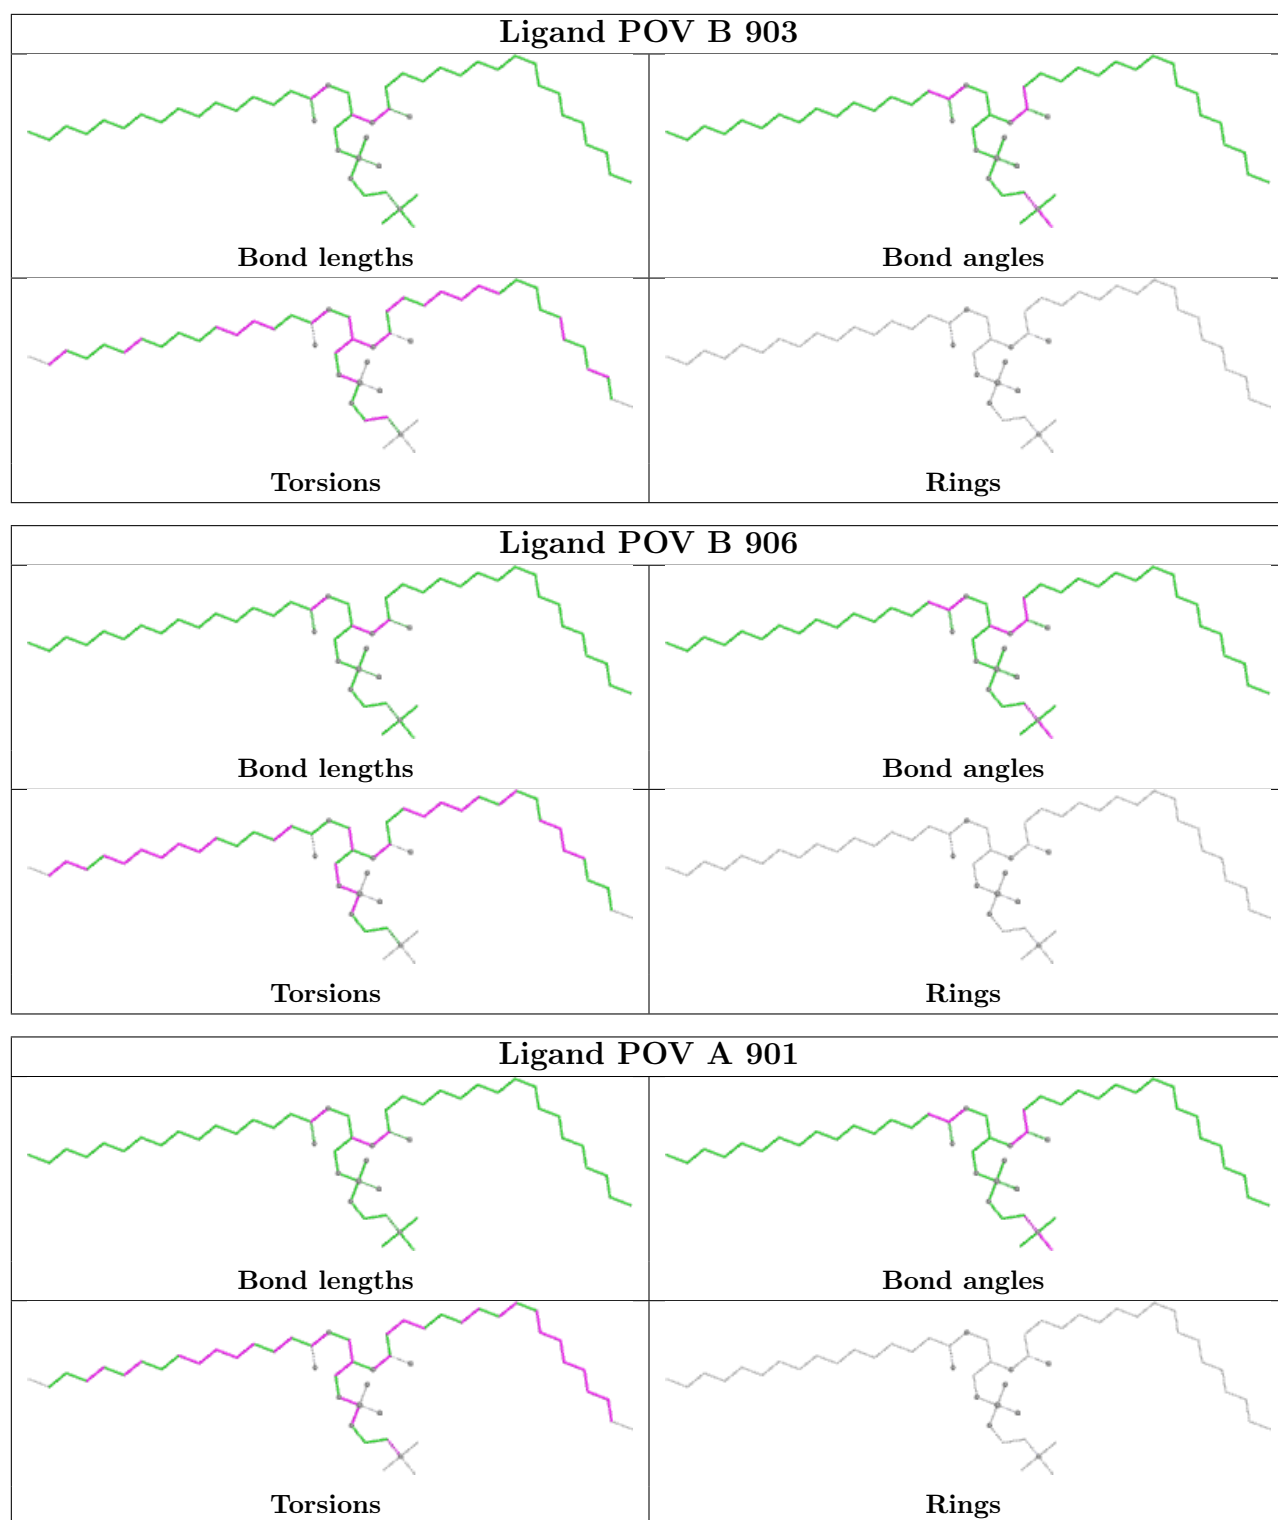 Ligand POV B 903
Bond lengths
Bond angles
Torsions
Rings
Ligand POV B 906
Bond lengths
Bond angles
Torsions
Rings
Ligand POV A 901
Bond lengths
Bond angles
Torsions
Rings